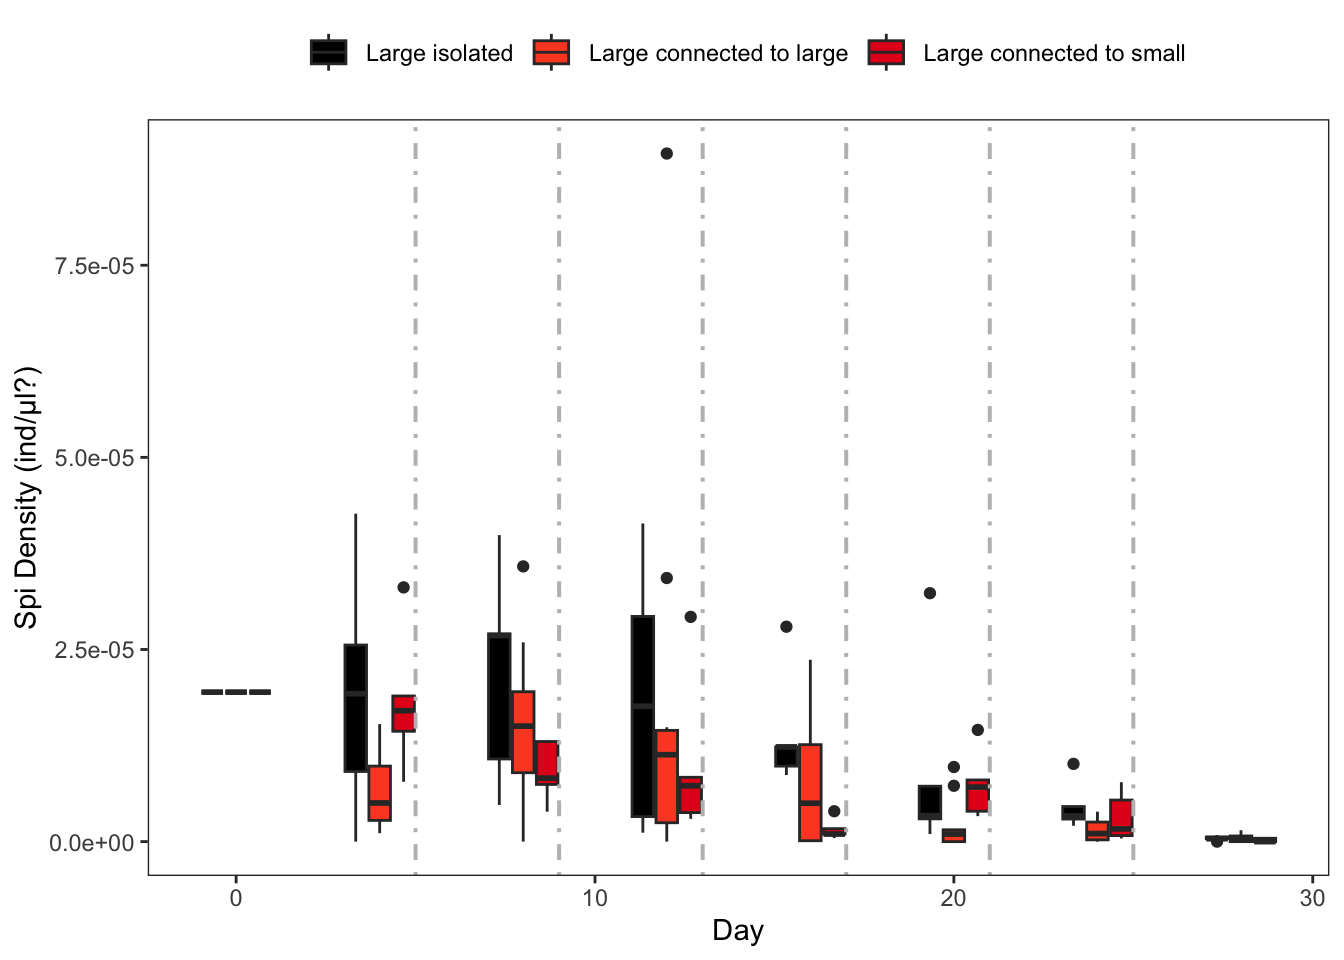 Large isolated Large connected to large Large connected to small
Spi Density (ind/μl?)
7.5e-05
5.0e-05
2.5e-05
0.0e+00
0 10 20 30
Day